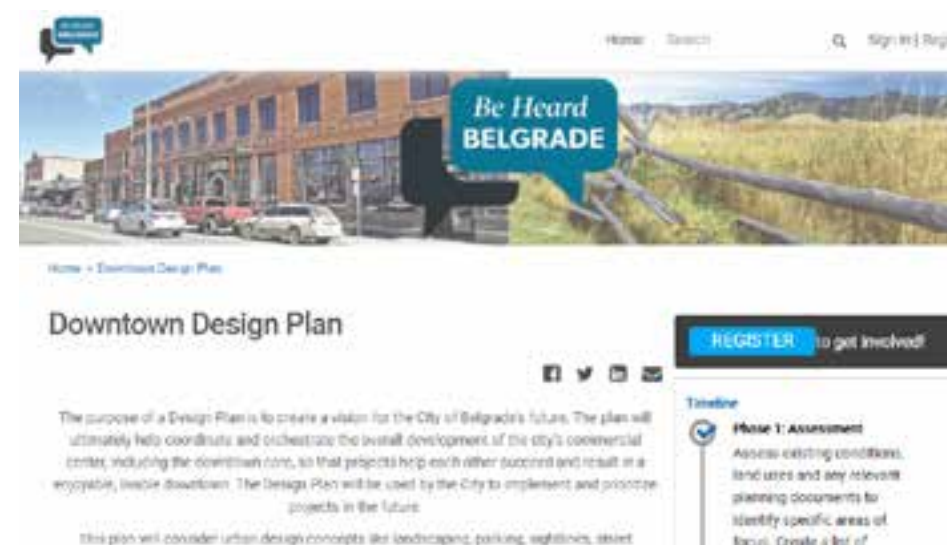 Be Heard
BELGRADE
Home Search Sign In | Regi
Be Heard
BELGRADE
Home » Downtown Design Plan
Downtown Design Plan
REGISTER to get involved!
The purpose of a Design Plan is to create a vision for the City of Belgrade's future. The plan will
ultimately help coordinate and orchestrate the overall development of the city's commercial
center, including the downtown core, so that projects help each other succeed and result in a
enjoyable, livable downtown. The Design Plan will be used by the City to implement and prioritize
projects in the future.
This plan will consider urban design concepts like landscaping, parking, sightlines, street
Timeline
Phase 1: Assessment
Assess existing conditions,
land uses and any relevant
planning documents to
identify specific areas of
focus. Create a list of